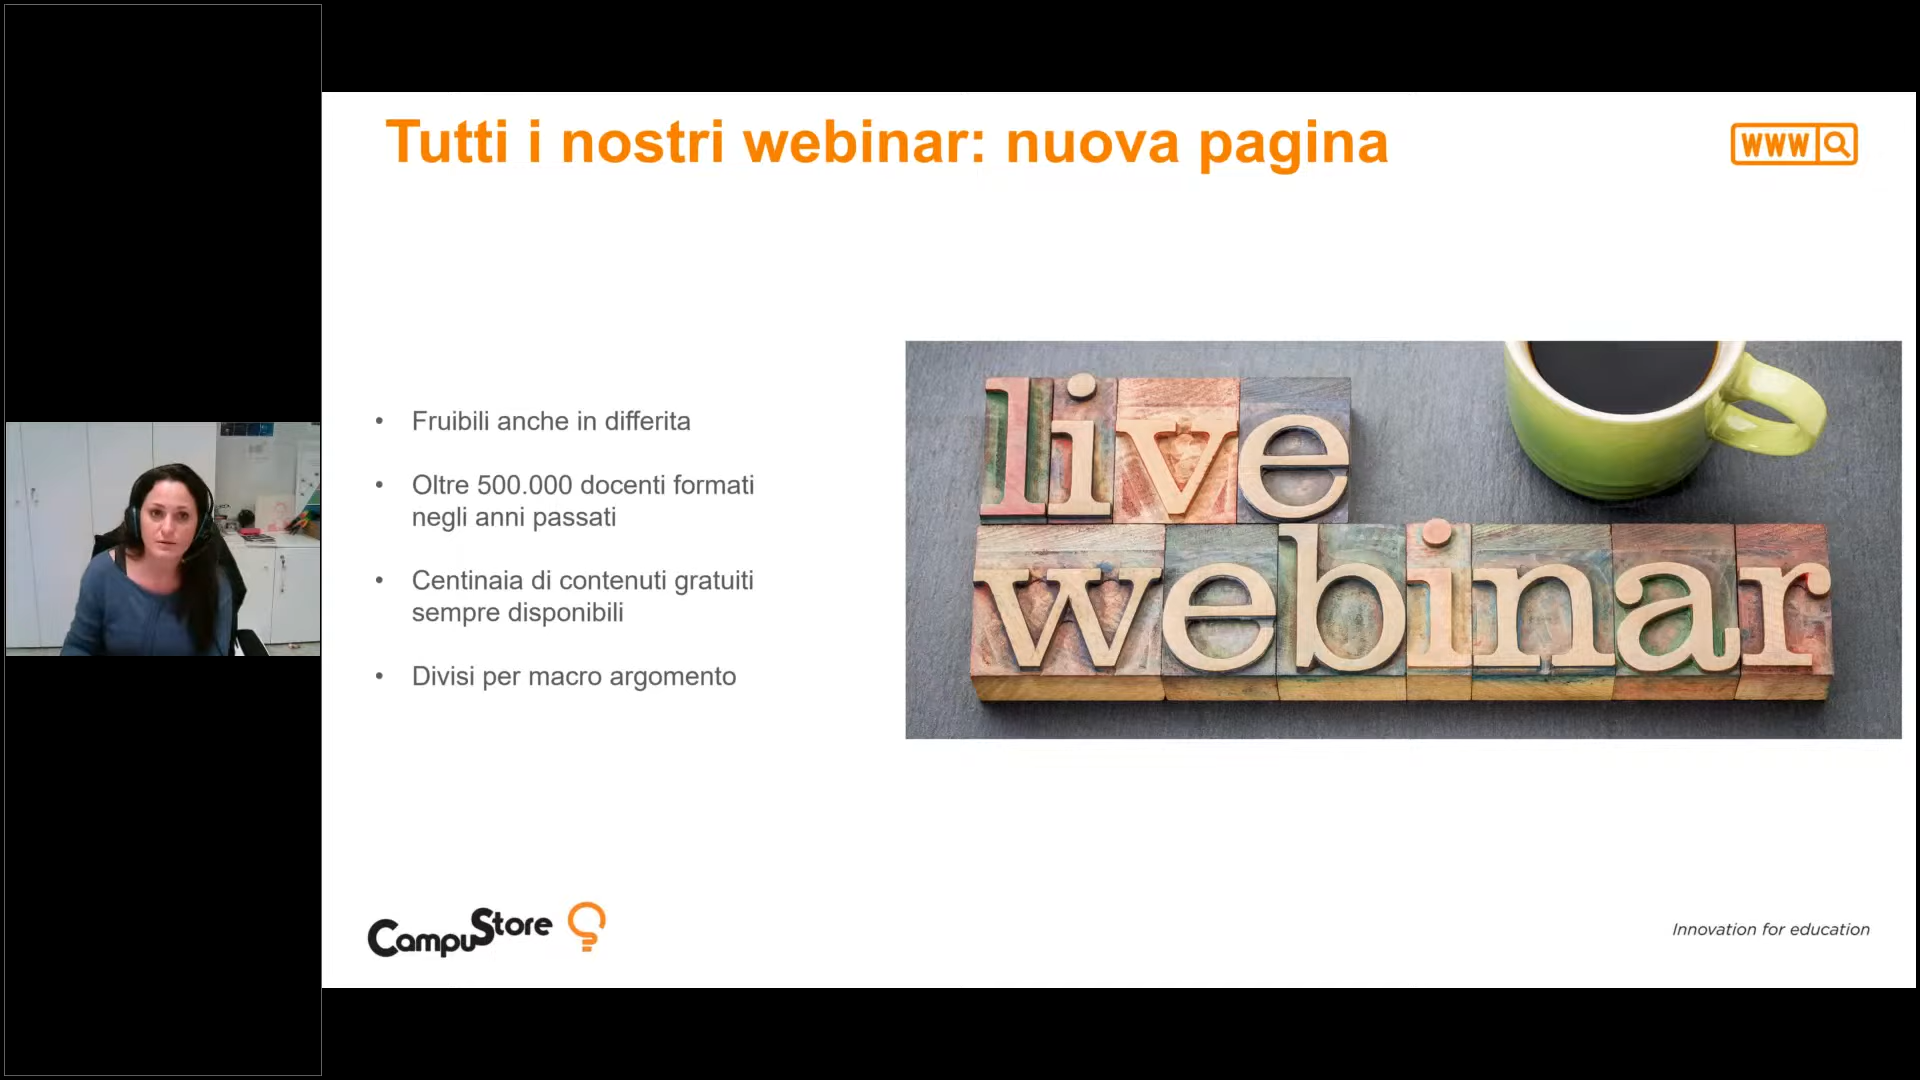 Tutti i nostri webinar: nuova pagina
WWW
• Fruibili anche in differita
• Oltre 500.000 docenti formati
negli anni passati
• Centinaia di contenuti gratuiti
sempre disponibili
• Divisi per macro argomento
live
webinar
CampuStore
Innovation for education